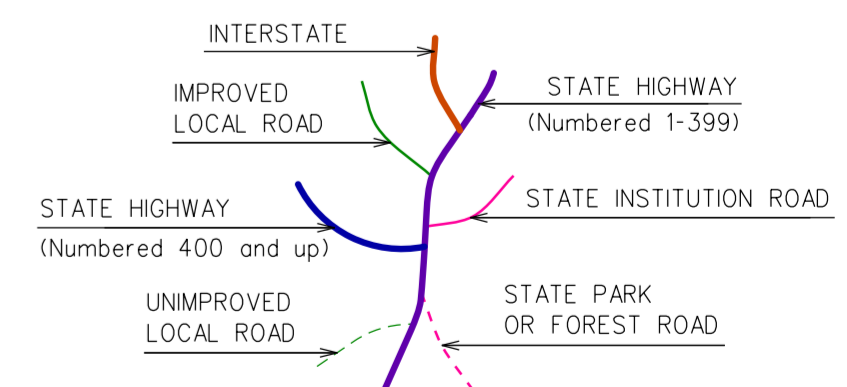 INTERSTATE
STATE HIGHWAY
(Numbered 1-399)
IMPROVED
LOCAL ROAD
STATE INSTITUTION ROAD
STATE HIGHWAY
(Numbered 400 and up)
STATE PARK
OR FOREST ROAD
UNIMPROVED
LOCAL ROAD